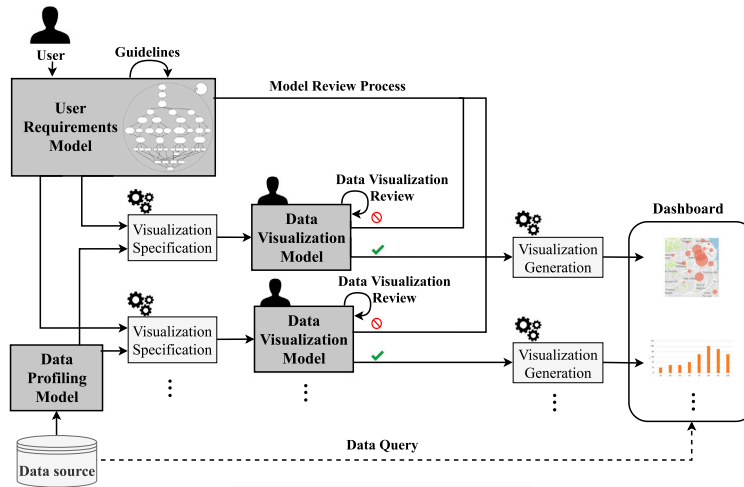 User
Guidelines
User
Requirements
Model
Model Review Process
Data Visualization
Review
Visualization
Specification
Data
Visualization
Model
Visualization
Generation
Dashboard
Data Visualization
Review
Visualization
Specification
Data
Visualization
Model
Visualization
Generation
Data
Profiling
Model
Data source
Data Query